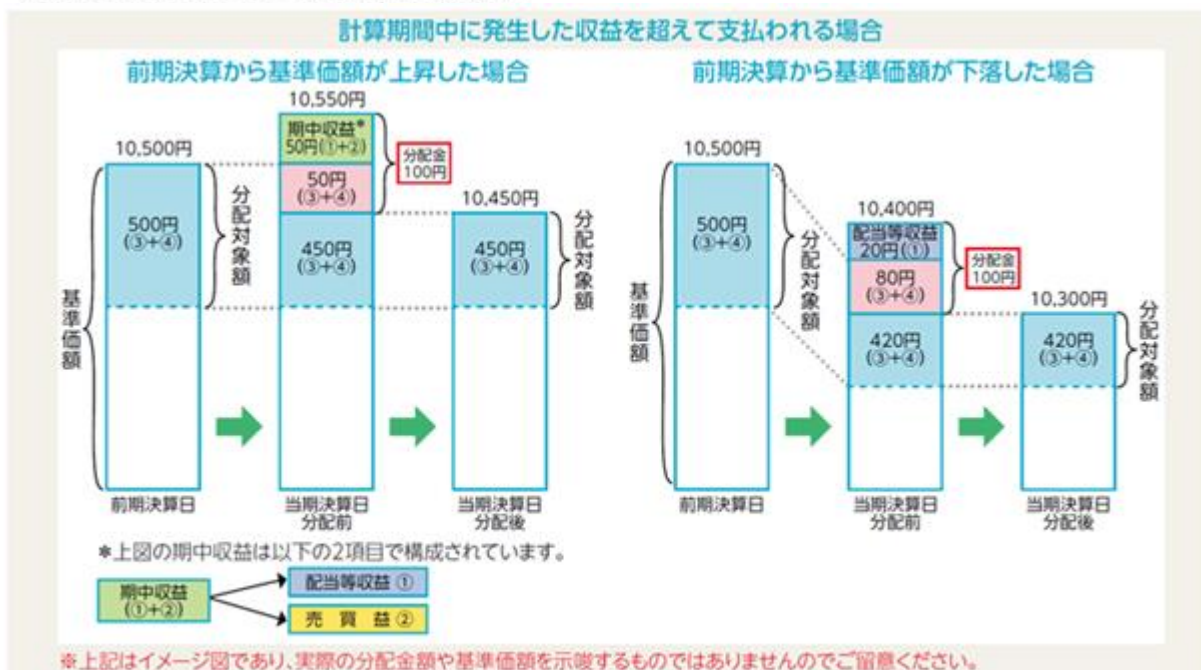 計算期間中に発生した収益を超えて支払われる場合
前期決算から基準価額が上昇した場合
10,550円
10,500円
期中収益*
50円(①+②)
分配金
100円
50円
(③+④)
10,450円
500円
(③+④)
分配対象額
450円
(③+④)
450円
(③+④)
分配対象額
基準価額
前期決算日
当期決算日
分配前
当期決算日
分配後
前期決算から基準価額が下落した場合
10,500円
10,400円
500円
(③+④)
分配対象額
配当等収益
20円(①)
分配金
100円
80円
(③+④)
10,300円
420円
(③+④)
420円
(③+④)
分配対象額
基準価額
前期決算日
当期決算日
分配前
当期決算日
分配後
*上図の期中収益は以下の2項目で構成されています。
期中収益
(①+②)
配当等収益 ①
売 買 益 ②
※上記はイメージ図であり、実際の分配金額や基準価額を示唆するものではありませんのでご留意ください。